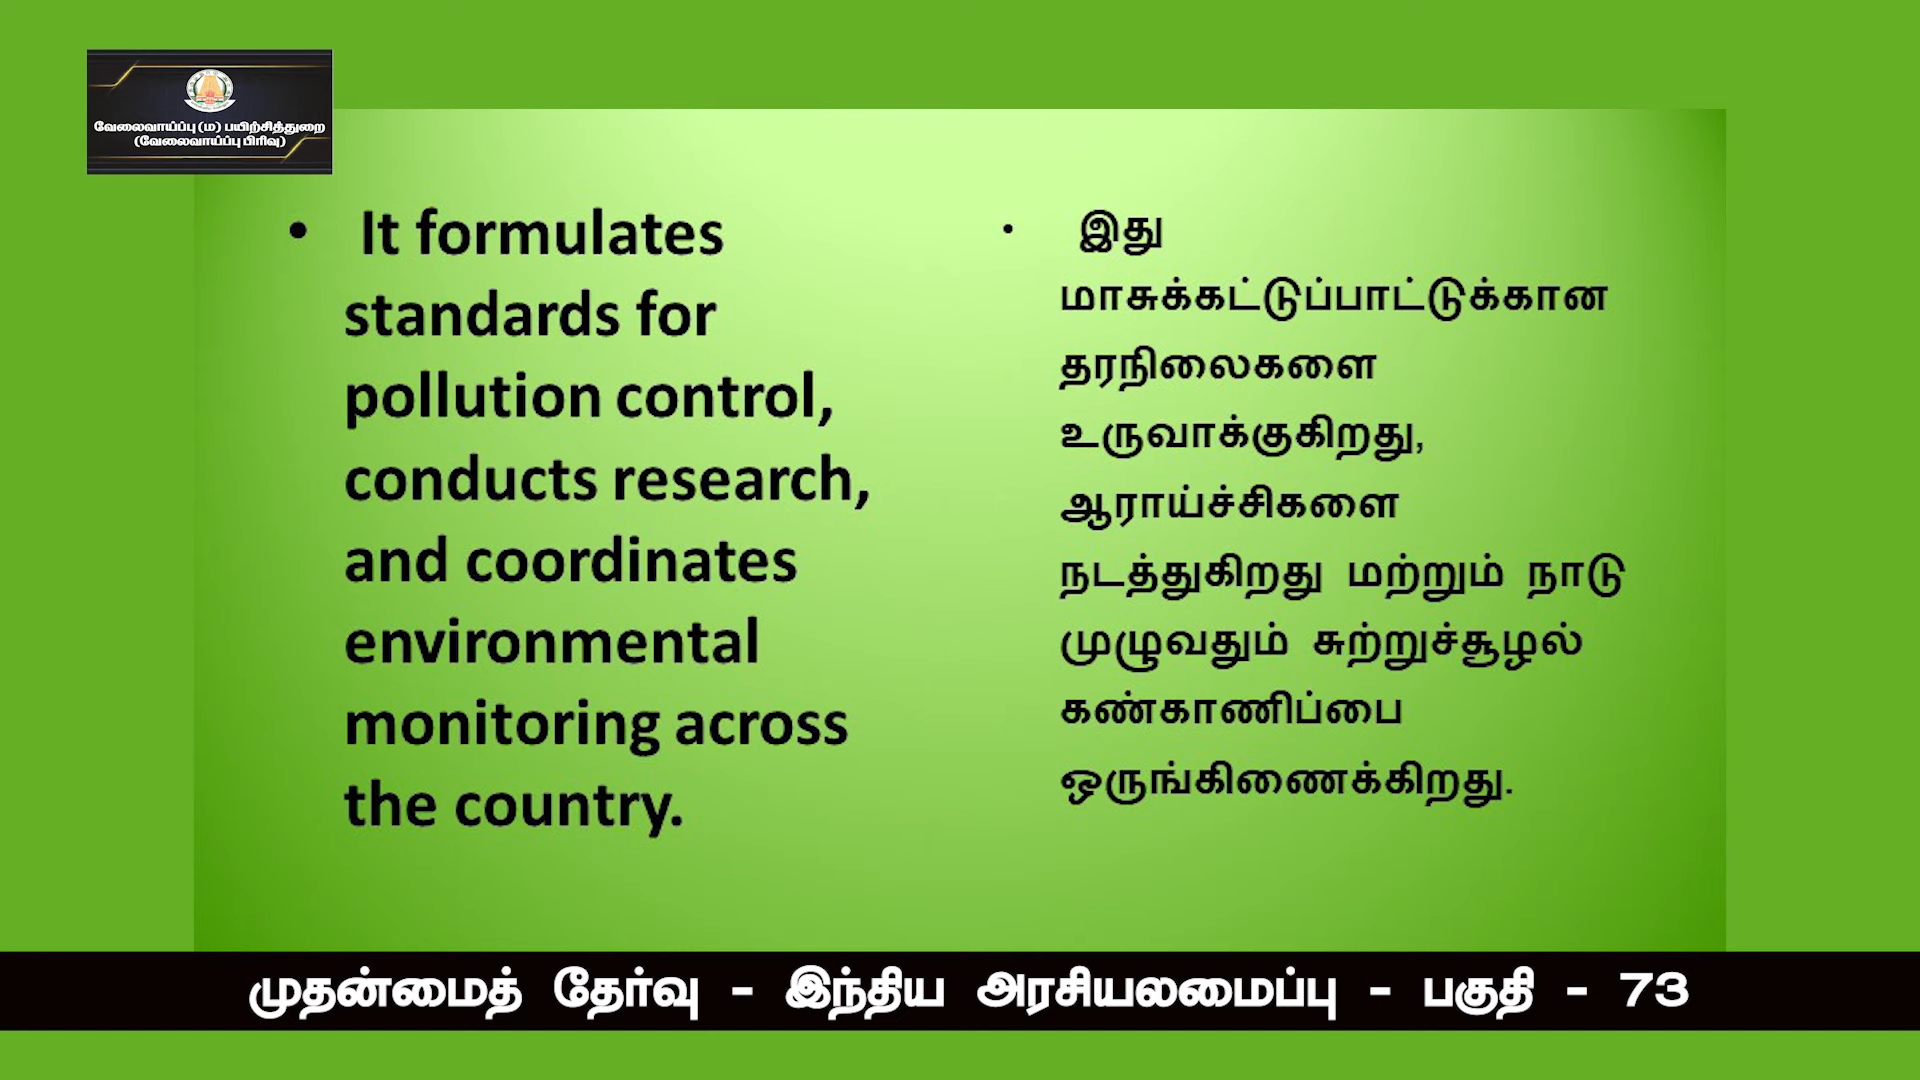 வேலைவாய்ப்பு (ம) பயிற்சித்துறை
(வேலைவாய்ப்பு பிரிவு)
• It formulates
standards for
pollution control,
conducts research,
and coordinates
environmental
monitoring across
the country.
• இது
மாசுக்கட்டுப்பாட்டுக்கான
தரநிலைகளை
உருவாக்குகிறது,
ஆராய்ச்சிகளை
நடத்துகிறது மற்றும் நாடு
முழுவதும் சுற்றுச்சூழல்
கண்காணிப்பை
ஒருங்கிணைக்கிறது.
முதன்மைத் தேர்வு - இந்திய அரசியலமைப்பு - பகுதி - 73